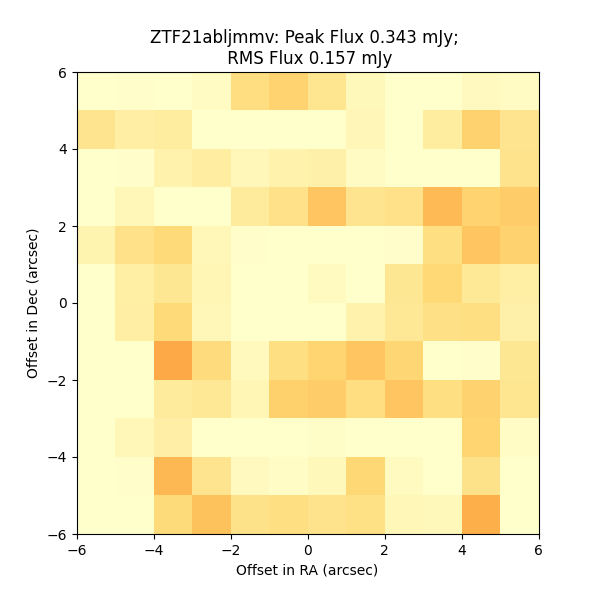 ZTF21abljmmv: Peak Flux 0.343 mJy;
RMS Flux 0.157 mJy
6
4
2
0
−2
−4
−6
Offset in Dec (arcsec)
−6 −4 −2 0 2 4 6
Offset in RA (arcsec)